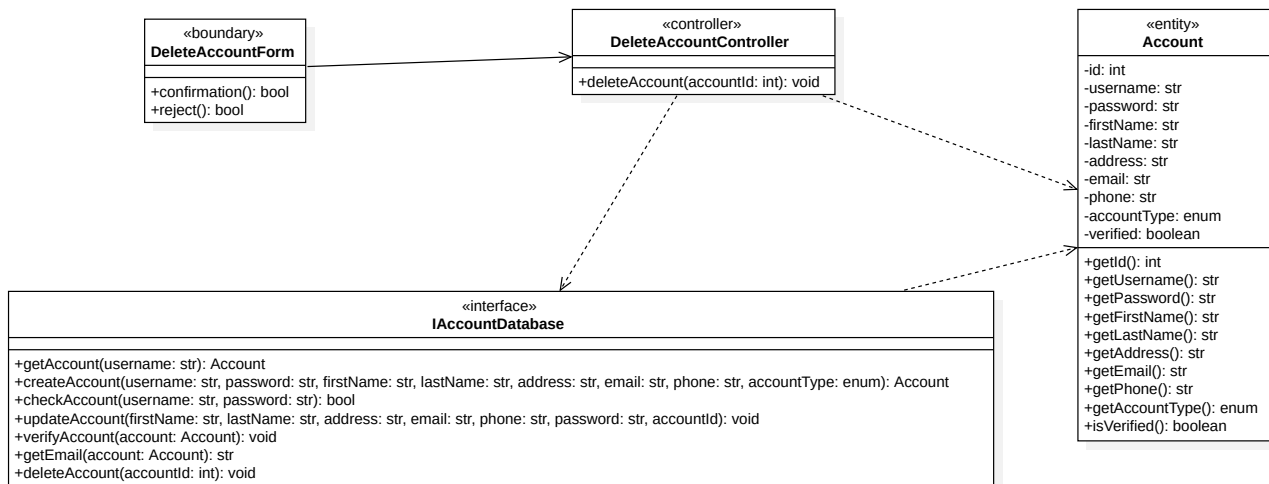 «boundary»
DeleteAccountForm
+confirmation(): bool
+reject(): bool
«controller»
DeleteAccountController
+deleteAccount(accountId: int): void
«entity»
Account
-id: int
-username: str
-password: str
-firstName: str
-lastName: str
-address: str
-email: str
-phone: str
-accountType: enum
-verified: boolean
+getId(): int
+getUsername(): str
+getPassword(): str
+getFirstName(): str
+getLastName(): str
+getAddress(): str
+getEmail(): str
+getPhone(): str
+getAccountType(): enum
+isVerified(): boolean
«interface»
IAccountDatabase
+getAccount(username: str): Account
+createAccount(username: str, password: str, firstName: str, lastName: str, address: str, email: str, phone: str, accountType: enum): Account
+checkAccount(username: str, password: str): bool
+updateAccount(firstName: str, lastName: str, address: str, email: str, phone: str, password: str, accountId): void
+verifyAccount(account: Account): void
+getEmail(account: Account): str
+deleteAccount(accountId: int): void